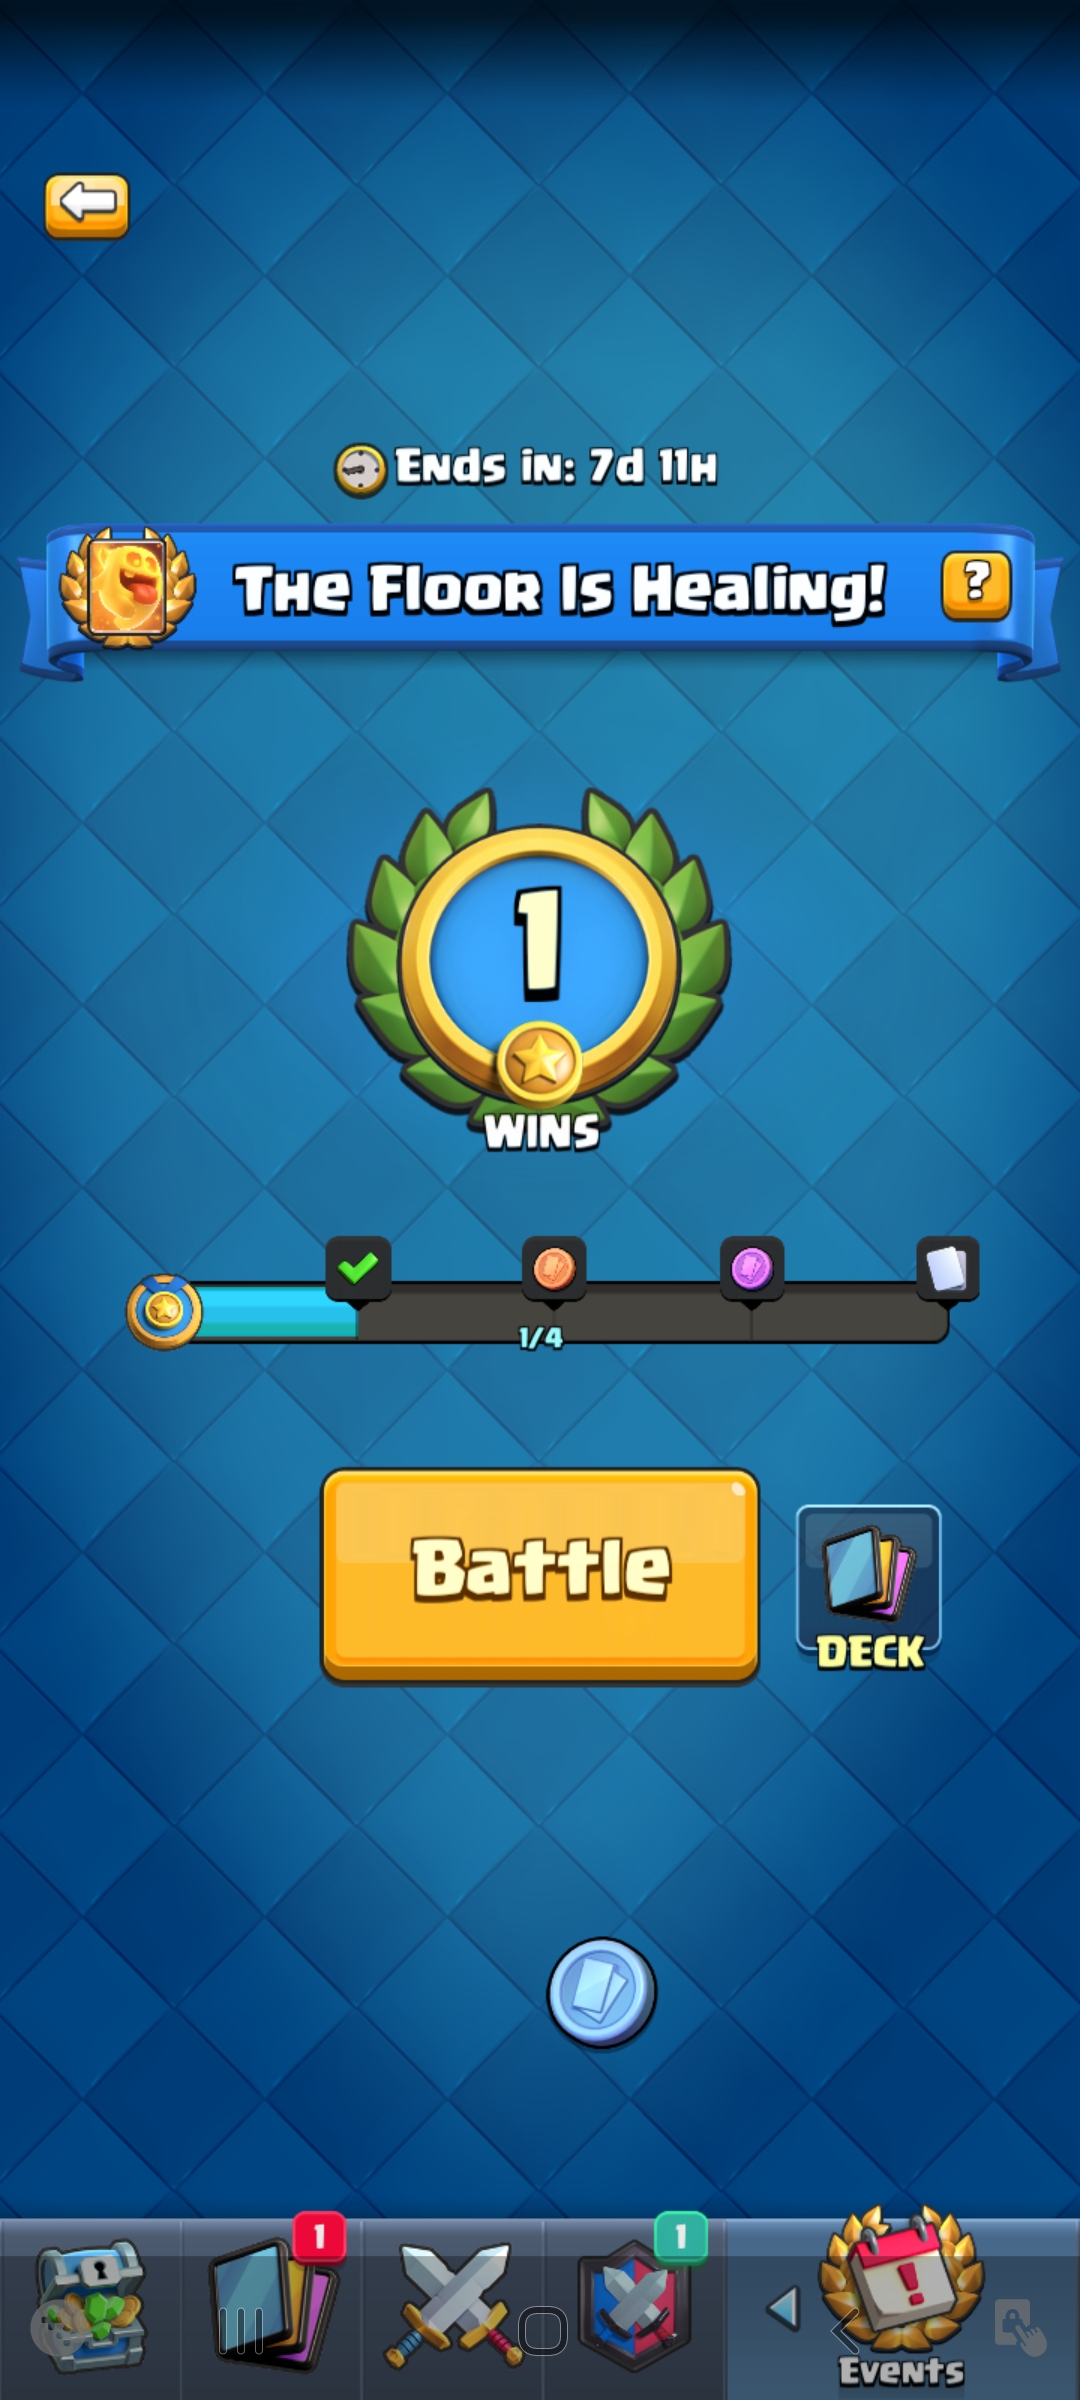 Ends in: 7d 11h
The Floor Is Healing!
?
1
WINS
1/4
Battle
DECK
1
1
!
Events